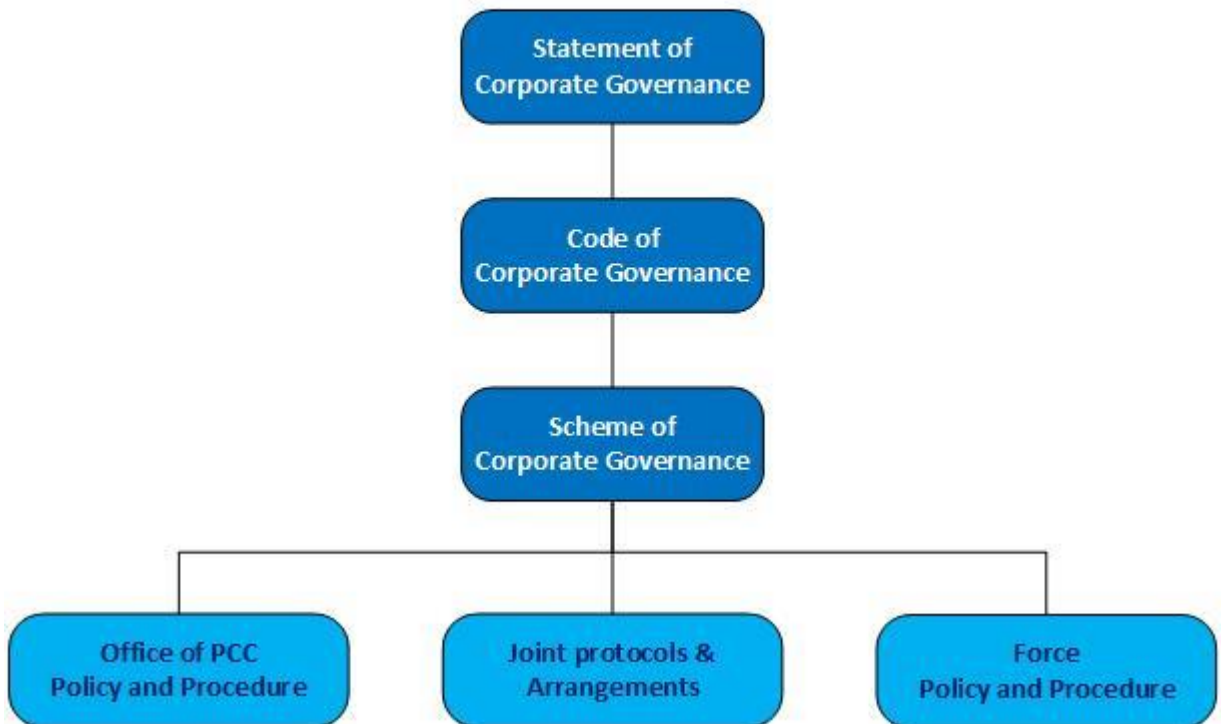 Statement of
Corporate Governance
Code of
Corporate Governance
Scheme of
Corporate Governance
Office of PCC
Policy and Procedure
Joint protocols &
Arrangements
Force
Policy and Procedure